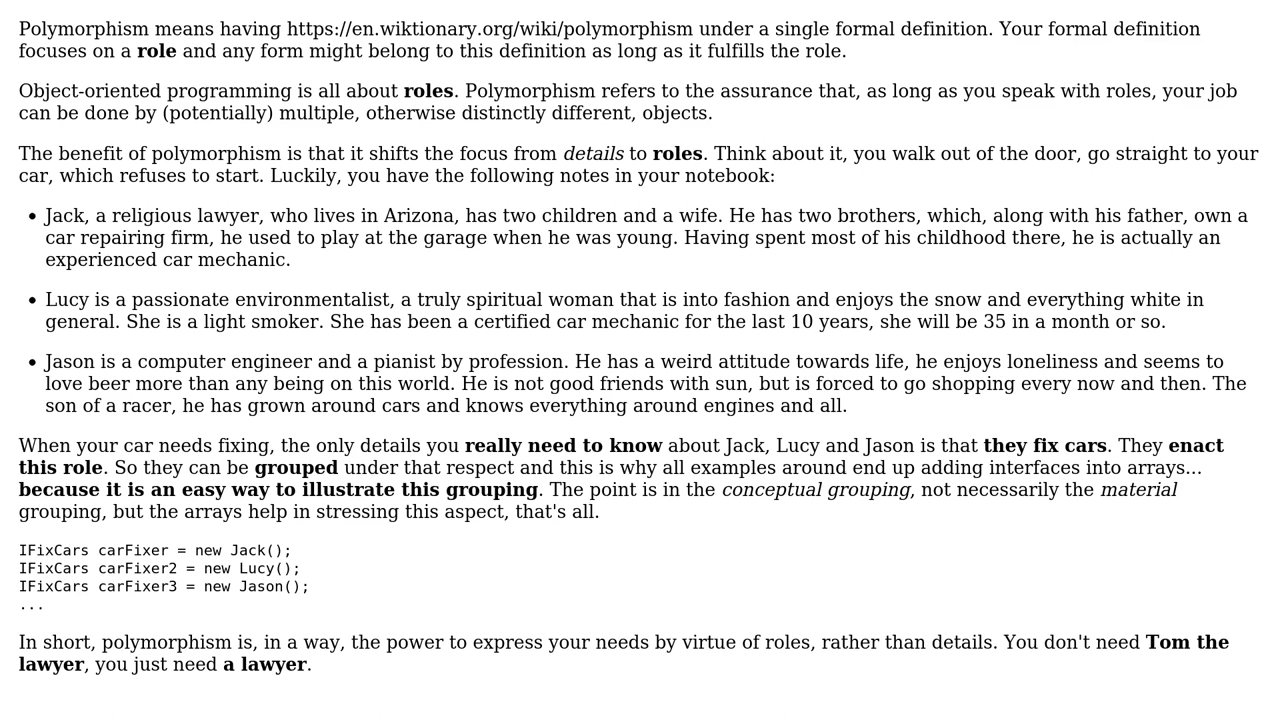 Polymorphism means having https://en.wiktionary.org/wiki/polymorphism under a single formal definition. Your formal definition
focuses on a role and any form might belong to this definition as long as it fulfills the role.
Object-oriented programming is all about roles. Polymorphism refers to the assurance that, as long as you speak with roles, your job
can be done by (potentially) multiple, otherwise distinctly different, objects.
The benefit of polymorphism is that it shifts the focus from details to roles. Think about it, you walk out of the door, go straight to your
car, which refuses to start. Luckily, you have the following notes in your notebook:
• Jack, a religious lawyer, who lives in Arizona, has two children and a wife. He has two brothers, which, along with his father, own a
car repairing firm, he used to play at the garage when he was young. Having spent most of his childhood there, he is actually an
experienced car mechanic.
• Lucy is a passionate environmentalist, a truly spiritual woman that is into fashion and enjoys the snow and everything white in
general. She is a light smoker. She has been a certified car mechanic for the last 10 years, she will be 35 in a month or so.
• Jason is a computer engineer and a pianist by profession. He has a weird attitude towards life, he enjoys loneliness and seems to
love beer more than any being on this world. He is not good friends with sun, but is forced to go shopping every now and then. The
son of a racer, he has grown around cars and knows everything around engines and all.
When your car needs fixing, the only details you really need to know about Jack, Lucy and Jason is that they fix cars. They enact
this role. So they can be grouped under that respect and this is why all examples around end up adding interfaces into arrays...
because it is an easy way to illustrate this grouping. The point is in the conceptual grouping, not necessarily the material
grouping, but the arrays help in stressing this aspect, that's all.
IFixCars carFixer = new Jack();
IFixCars carFixer2 = new Lucy();
IFixCars carFixer3 = new Jason();
...
In short, polymorphism is, in a way, the power to express your needs by virtue of roles, rather than details. You don't need Tom the
lawyer, you just need a lawyer.